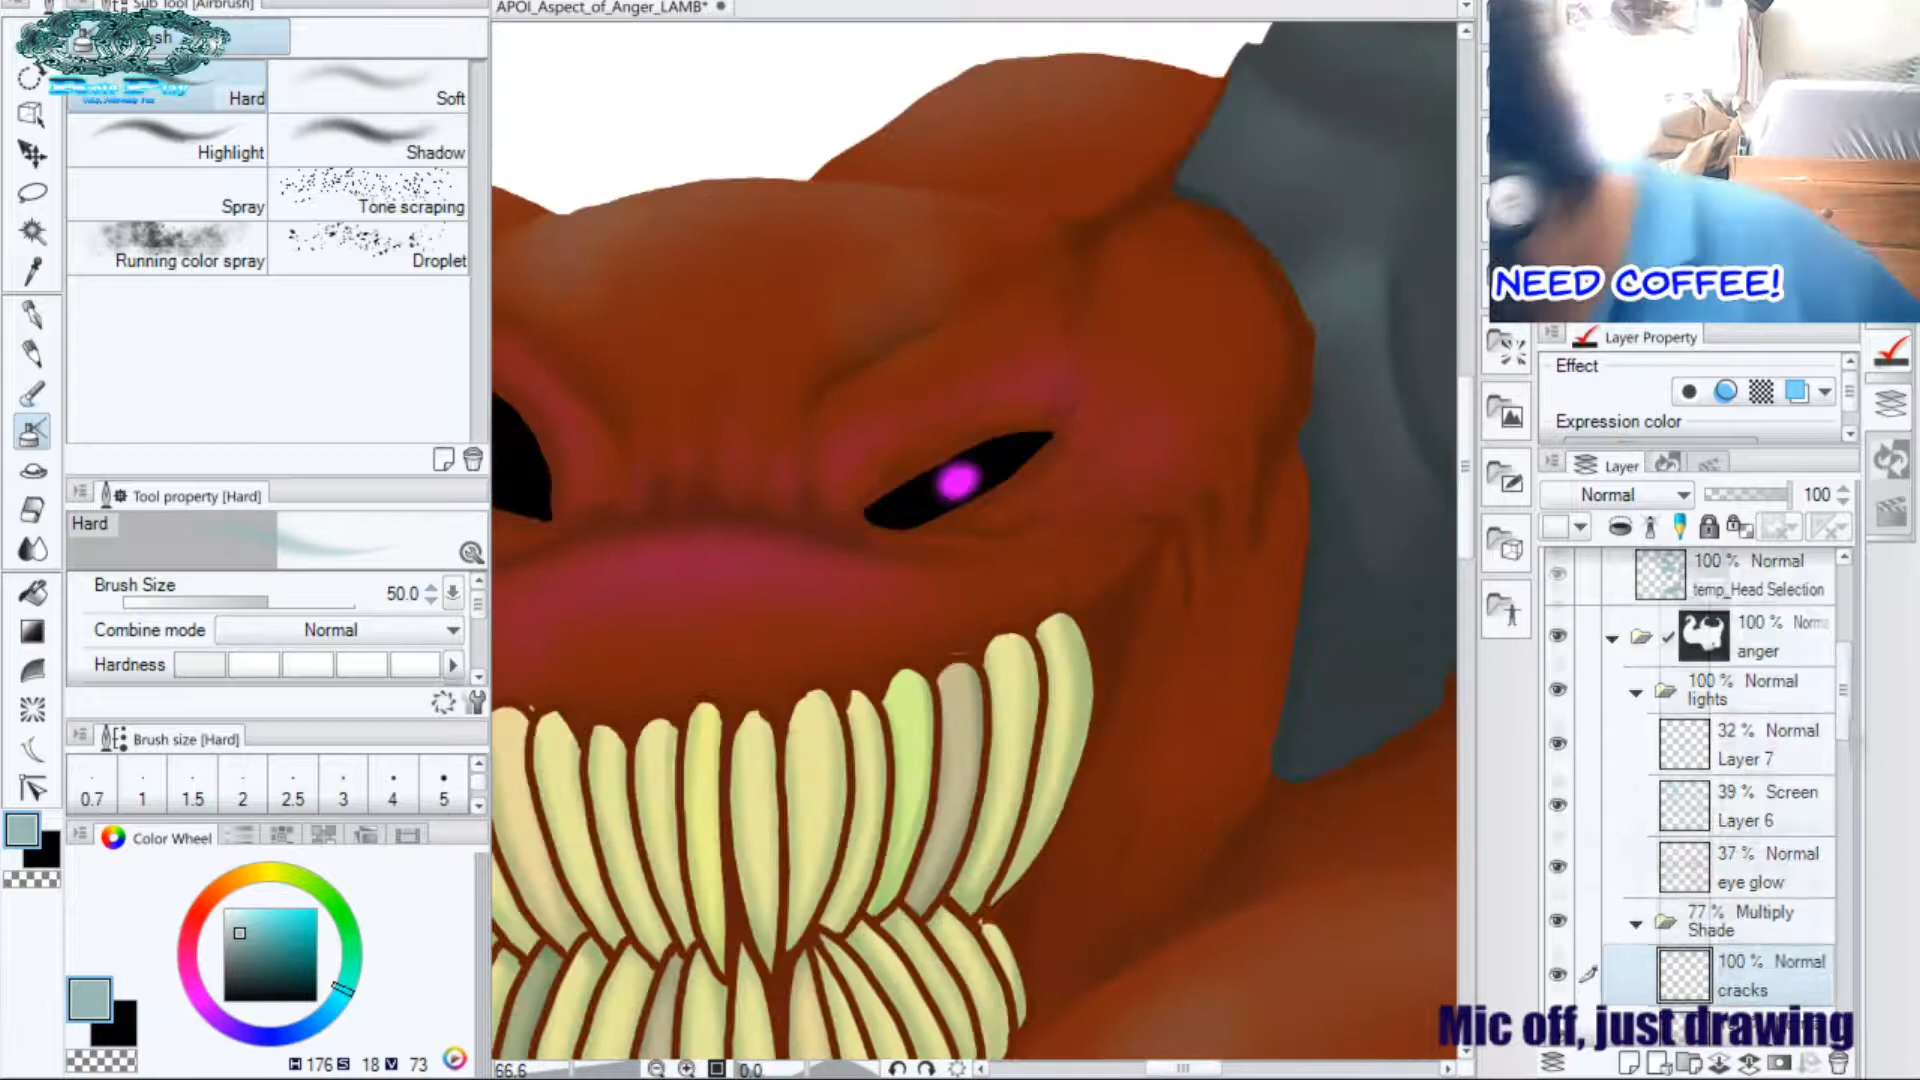 Sub Tool [Airbrush]
APOI_Aspect_of_Anger_LAMB*
Hard
Soft
Highlight
Shadow
Spray
Tone scraping
Running color spray
Droplet
NEED COFFEE!
Layer Property
Effect
Expression color
Tool property [Hard]
Hard
Brush Size
50.0
Combine mode
Normal
Hardness
Layer
Normal
100
100 % Normal
temp_Head Selection
100 % Norma
anger
100 % Normal
lights
32 % Normal
Layer 7
39 % Screen
Layer 6
37 % Normal
eye glow
77 % Multiply
Shade
100 % Normal
cracks
Brush size [Hard]
0.7 1 1.5 2 2.5 3 4 5
Color Wheel
H 176 S 18 V 73
66.6
0.0
Mic off, just drawing